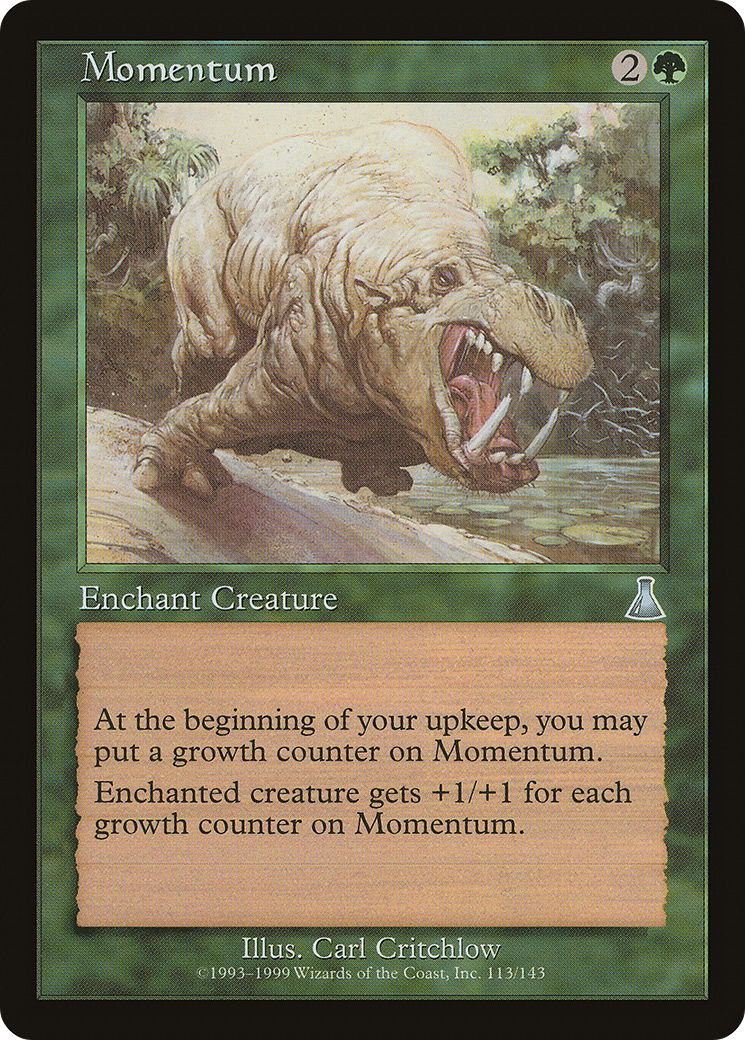 Momentum
2
Enchant Creature
At the beginning of your upkeep, you may
put a growth counter on Momentum.
Enchanted creature gets +1/+1 for each
growth counter on Momentum.
Illus. Carl Critchlow
©1993–1999 Wizards of the Coast, Inc. 113/143